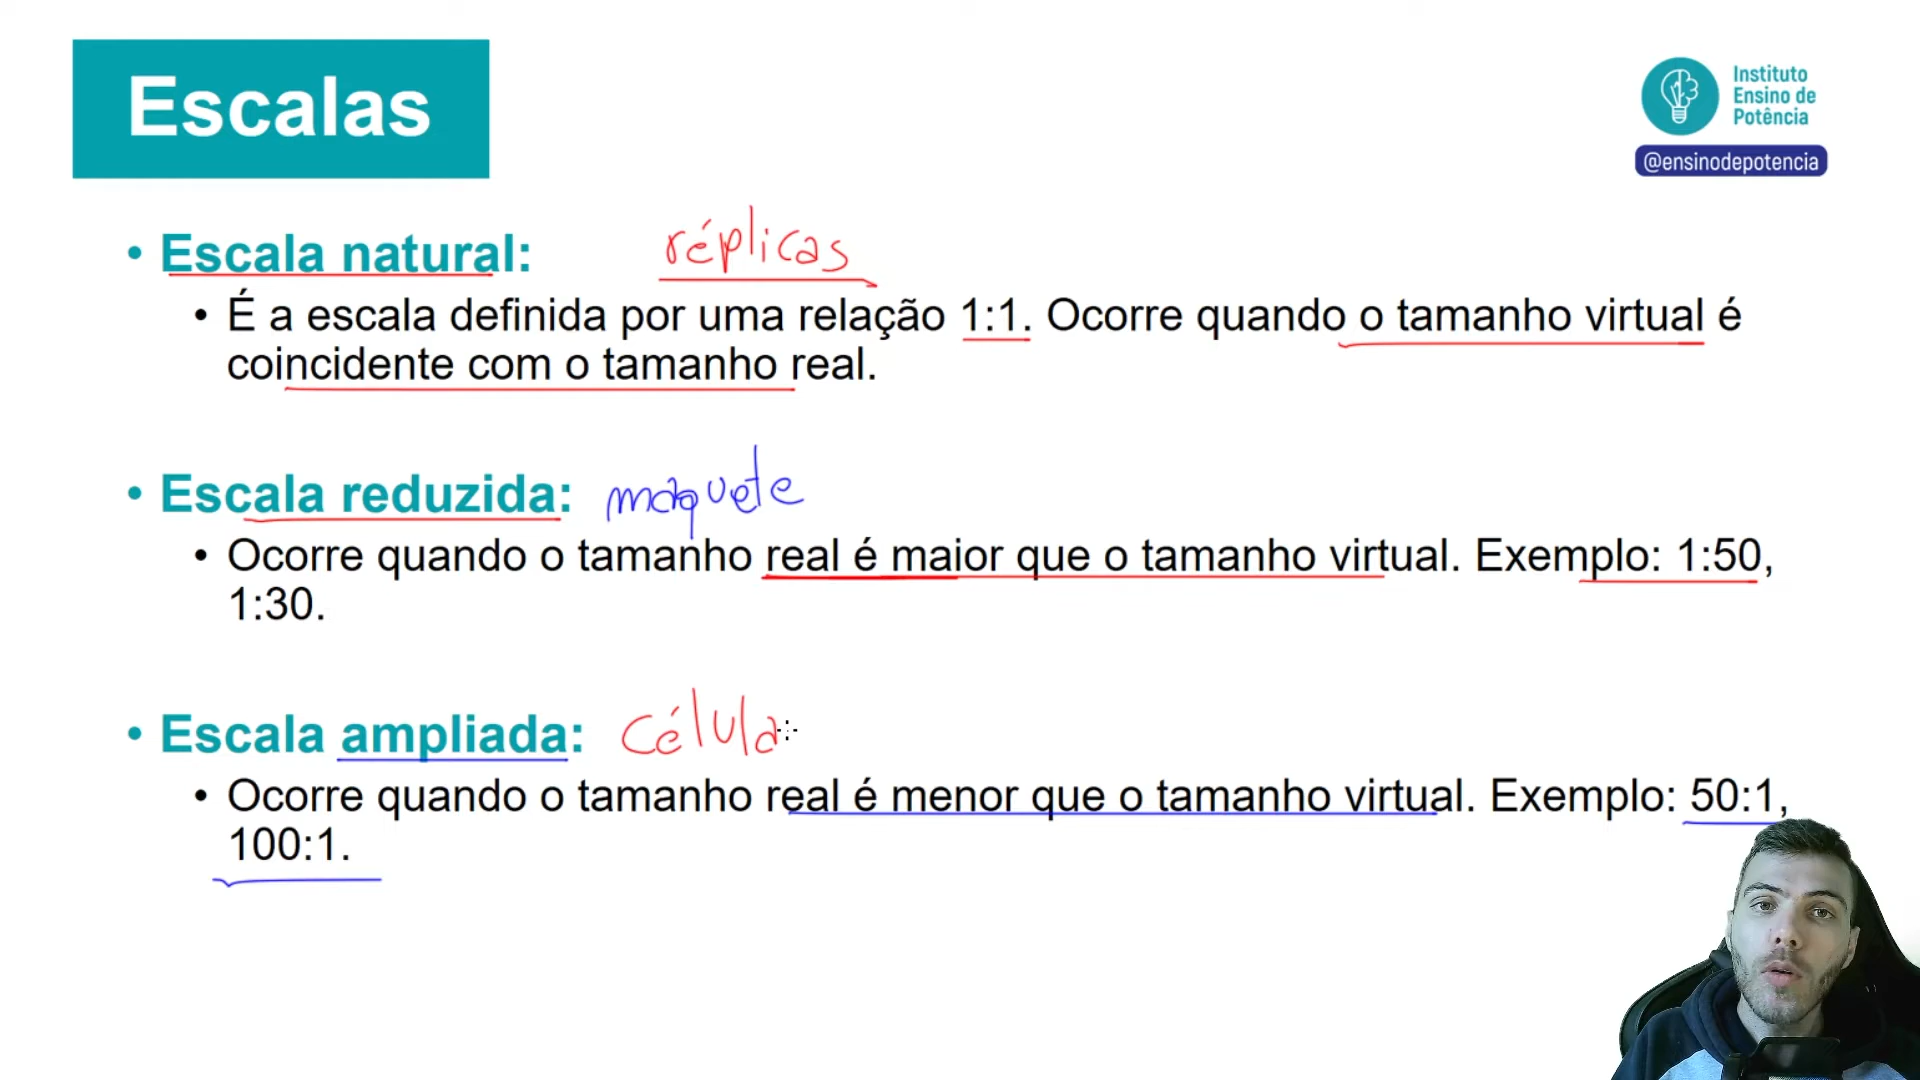 Escalas
Instituto
Ensino de
Potência
@ensinodepotencia
• Escala natural: réplicas
• É a escala definida por uma relação 1:1. Ocorre quando o tamanho virtual é
coincidente com o tamanho real.
• Escala reduzida: maquete
• Ocorre quando o tamanho real é maior que o tamanho virtual. Exemplo: 1:50,
1:30.
• Escala ampliada: Célula
• Ocorre quando o tamanho real é menor que o tamanho virtual. Exemplo: 50:1,
100:1.